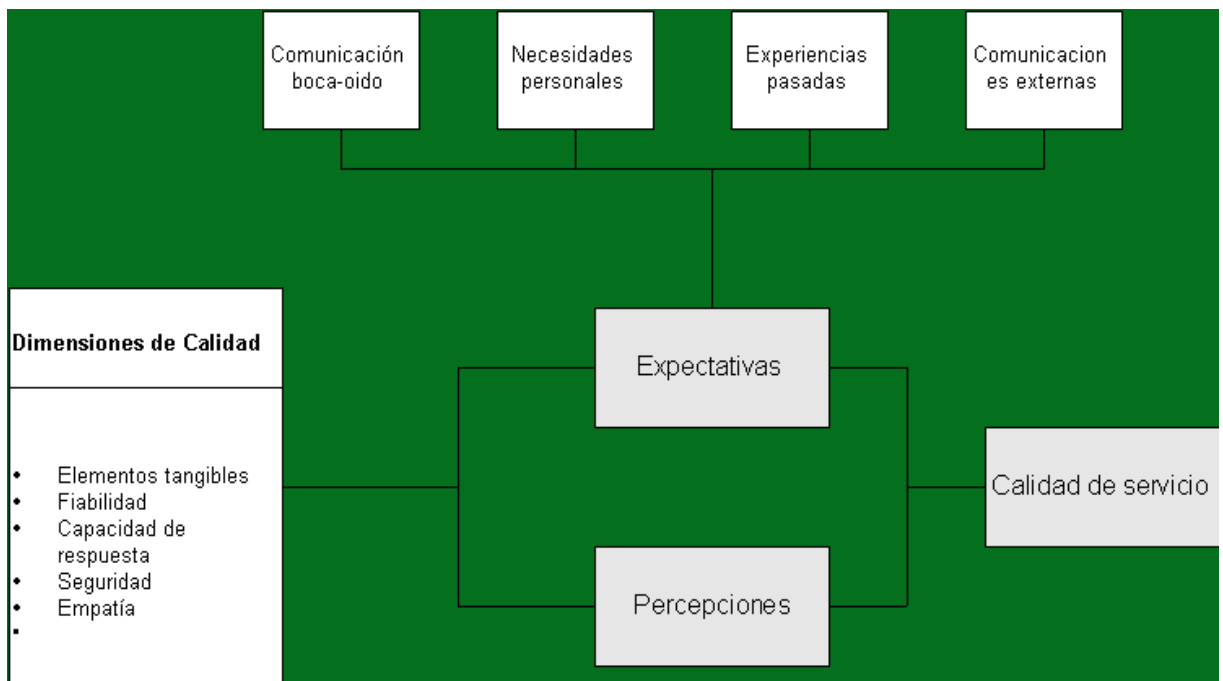 Comunicación
boca-oido
Necesidades
personales
Experiencias
pasadas
Comunicacion
es externas
Dimensiones de Calidad
• Elementos tangibles
• Fiabilidad
• Capacidad de
respuesta
• Seguridad
• Empatía
•
Expectativas
Percepciones
Calidad de servicio